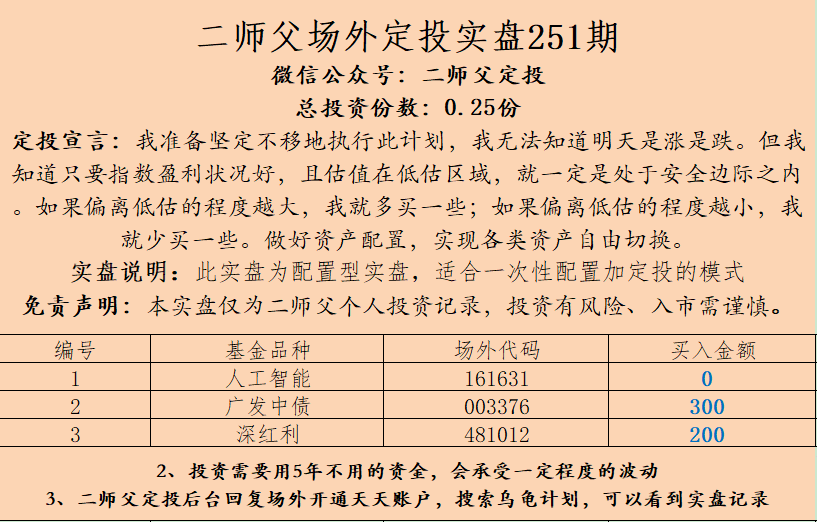 二师父场外定投实盘251期
微信公众号：二师父定投
总投资份数：0.25份
定投宣言：我准备坚定不移地执行此计划，我无法知道明天是涨是跌。但我
知道只要指数盈利状况好，且估值在低估区域，就一定是处于安全边际之内
。如果偏离低估的程度越大，我就多买一些；如果偏离低估的程度越小，我
就少买一些。做好资产配置，实现各类资产自由切换。
实盘说明：此实盘为配置型实盘，适合一次性配置加定投的模式
免责声明：本实盘仅为二师父个人投资记录，投资有风险、入市需谨慎。
编号 基金品种 场外代码 买入金额
1 人工智能 161631 0
2 广发中债 003376 300
3 深红利 481012 200
2、投资需要用5年不用的资金，会承受一定程度的波动
3、二师父定投后台回复场外开通天天账户，搜索乌龟计划，可以看到实盘记录